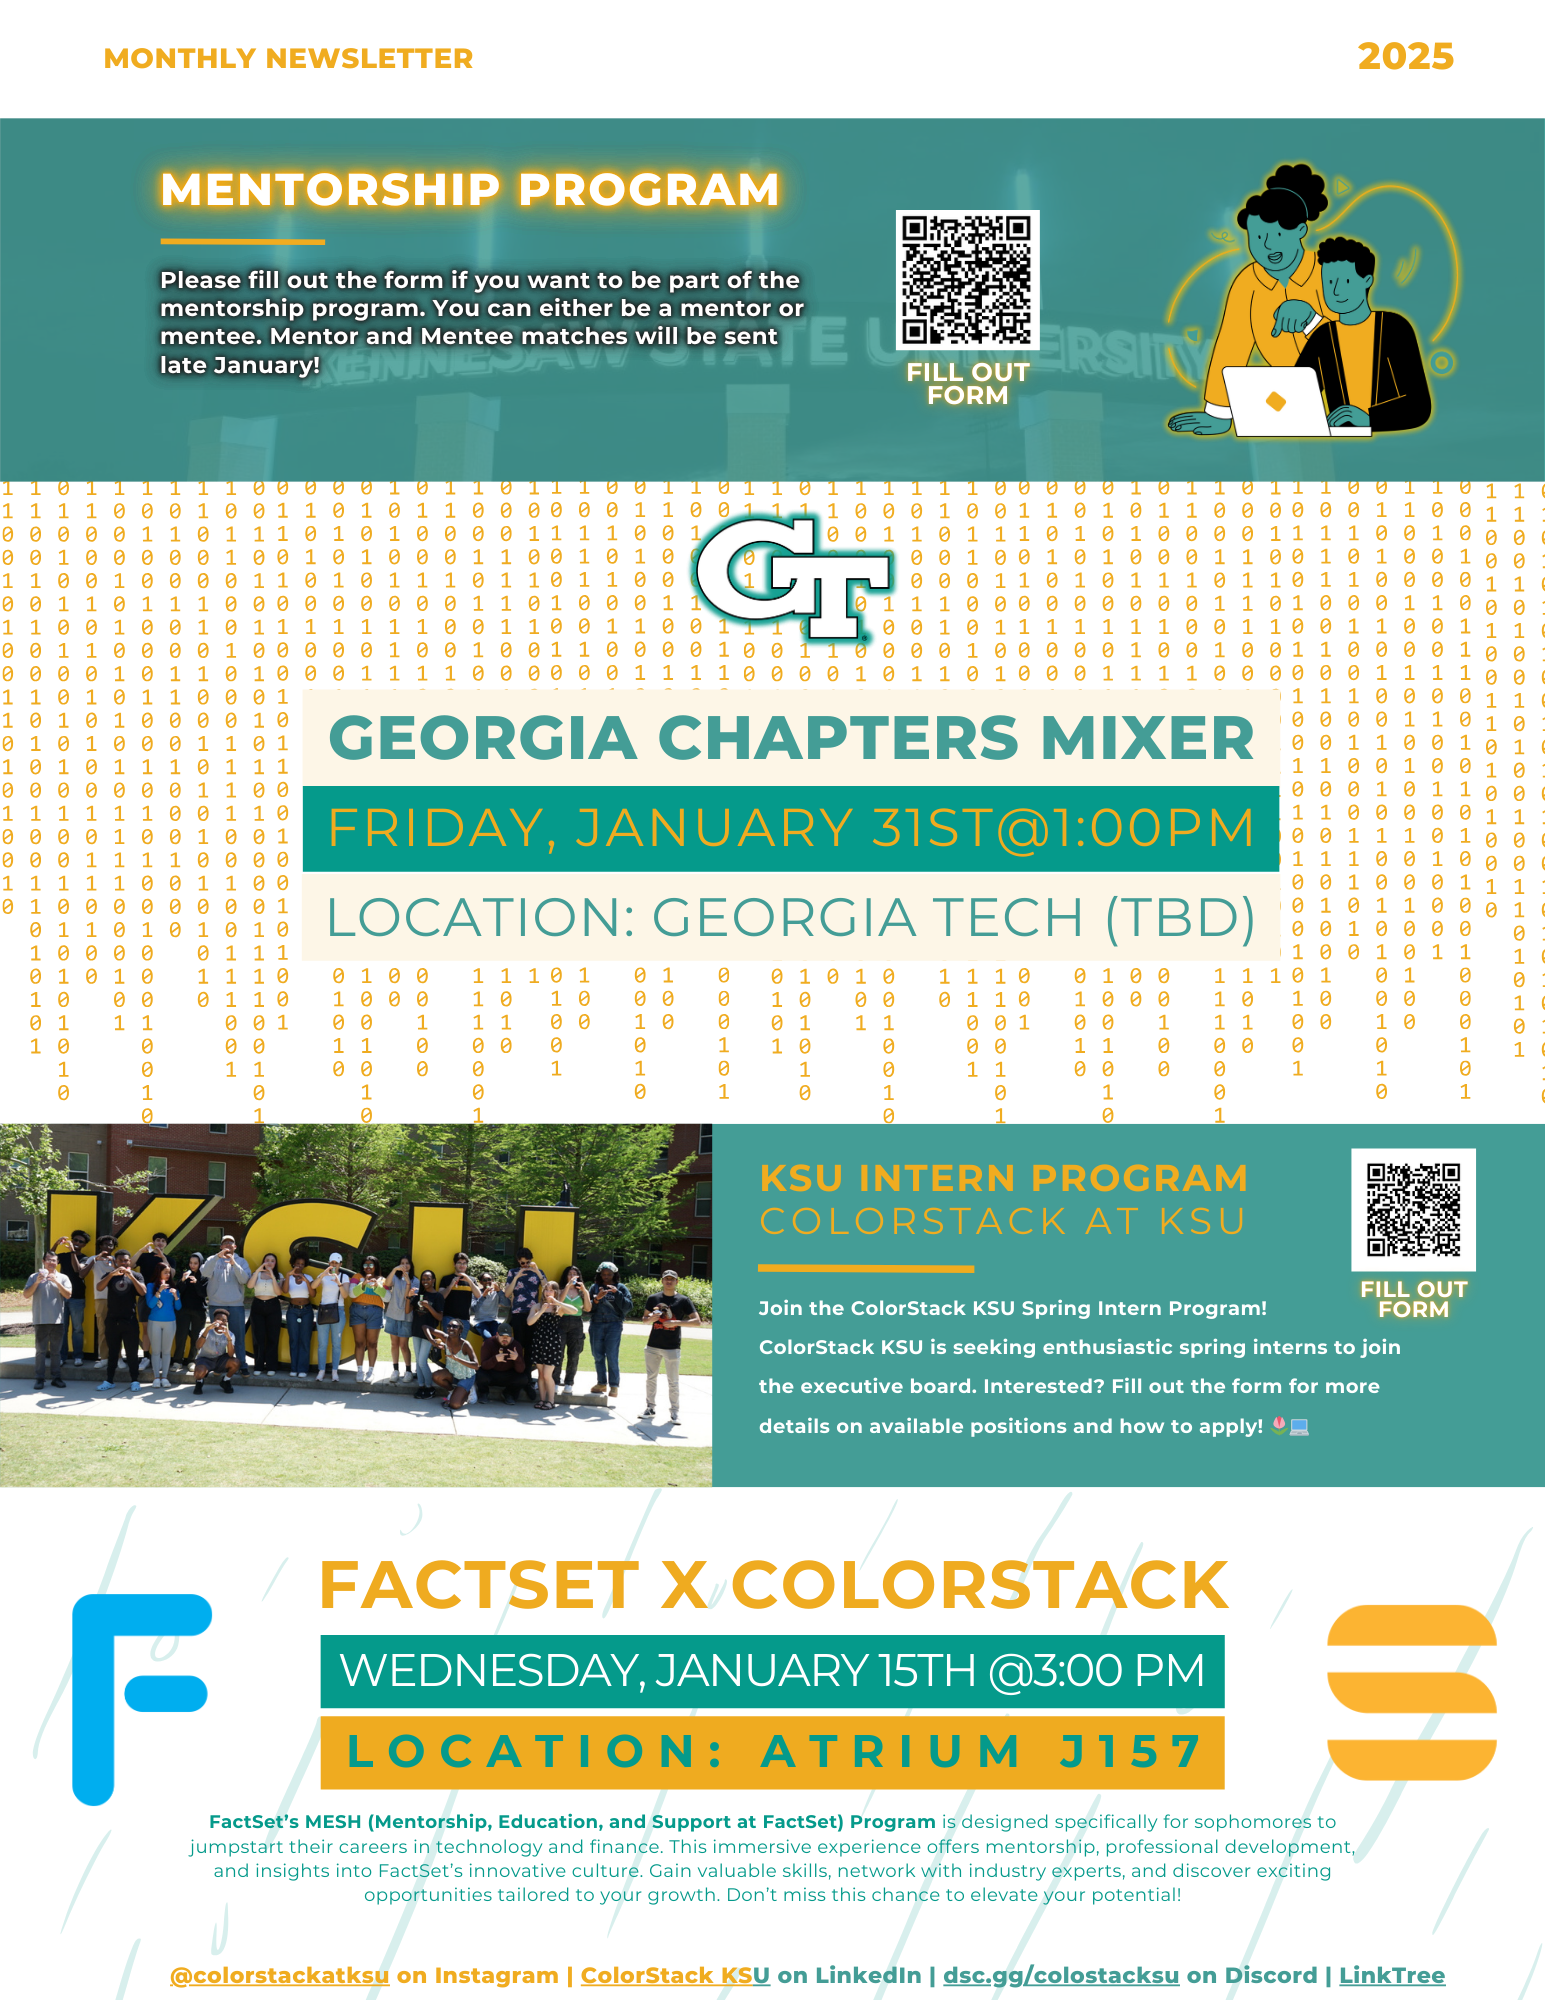 MONTHLY NEWSLETTER
2025
MENTORSHIP PROGRAM
Please fill out the form if you want to be part of the
mentorship program. You can either be a mentor or
mentee. Mentor and Mentee matches will be sent
late January!
KENNESAW STATE UNIVERSITY
FILL OUT
FORM
GT
GEORGIA CHAPTERS MIXER
FRIDAY, JANUARY 31ST@1:00PM
LOCATION: GEORGIA TECH (TBD)
KSU
KSU INTERN PROGRAM
COLORSTACK AT KSU
FILL OUT
FORM
Join the ColorStack KSU Spring Intern Program!
ColorStack KSU is seeking enthusiastic spring interns to join
the executive board. Interested? Fill out the form for more
details on available positions and how to apply! 🌷💻
FACTSET X COLORSTACK
WEDNESDAY, JANUARY 15TH @3:00 PM
LOCATION: ATRIUM J157
FactSet’s MESH (Mentorship, Education, and Support at FactSet) Program is designed specifically for sophomores to
jumpstart their careers in technology and finance. This immersive experience offers mentorship, professional development,
and insights into FactSet’s innovative culture. Gain valuable skills, network with industry experts, and discover exciting
opportunities tailored to your growth. Don’t miss this chance to elevate your potential!
@colorstackatksu on Instagram | ColorStack KSU on LinkedIn | dsc.gg/colostacksu on Discord | LinkTree